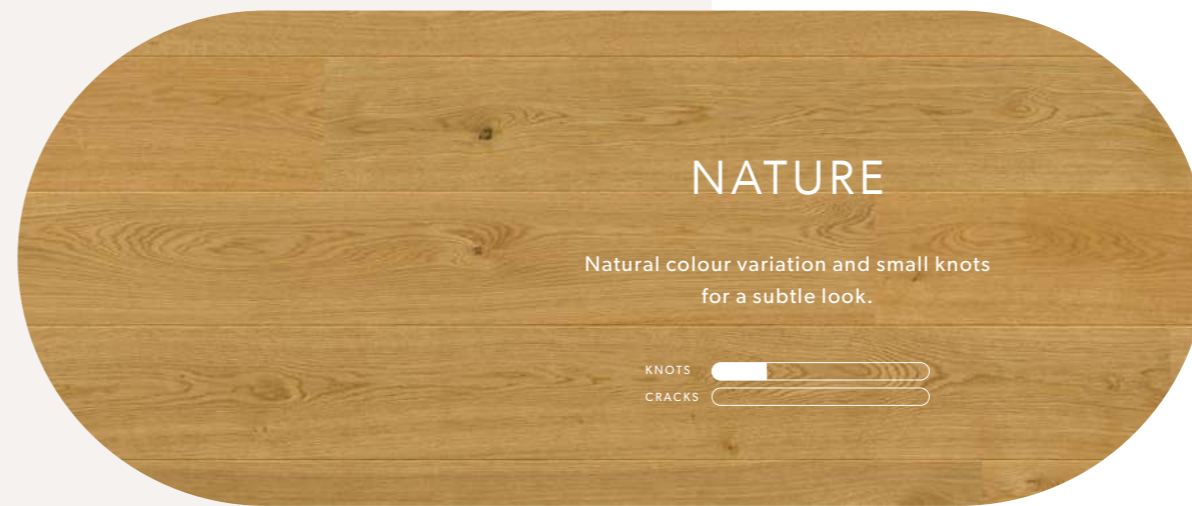 NATURE
Natural colour variation and small knots
for a subtle look.
KNOTS
CRACKS